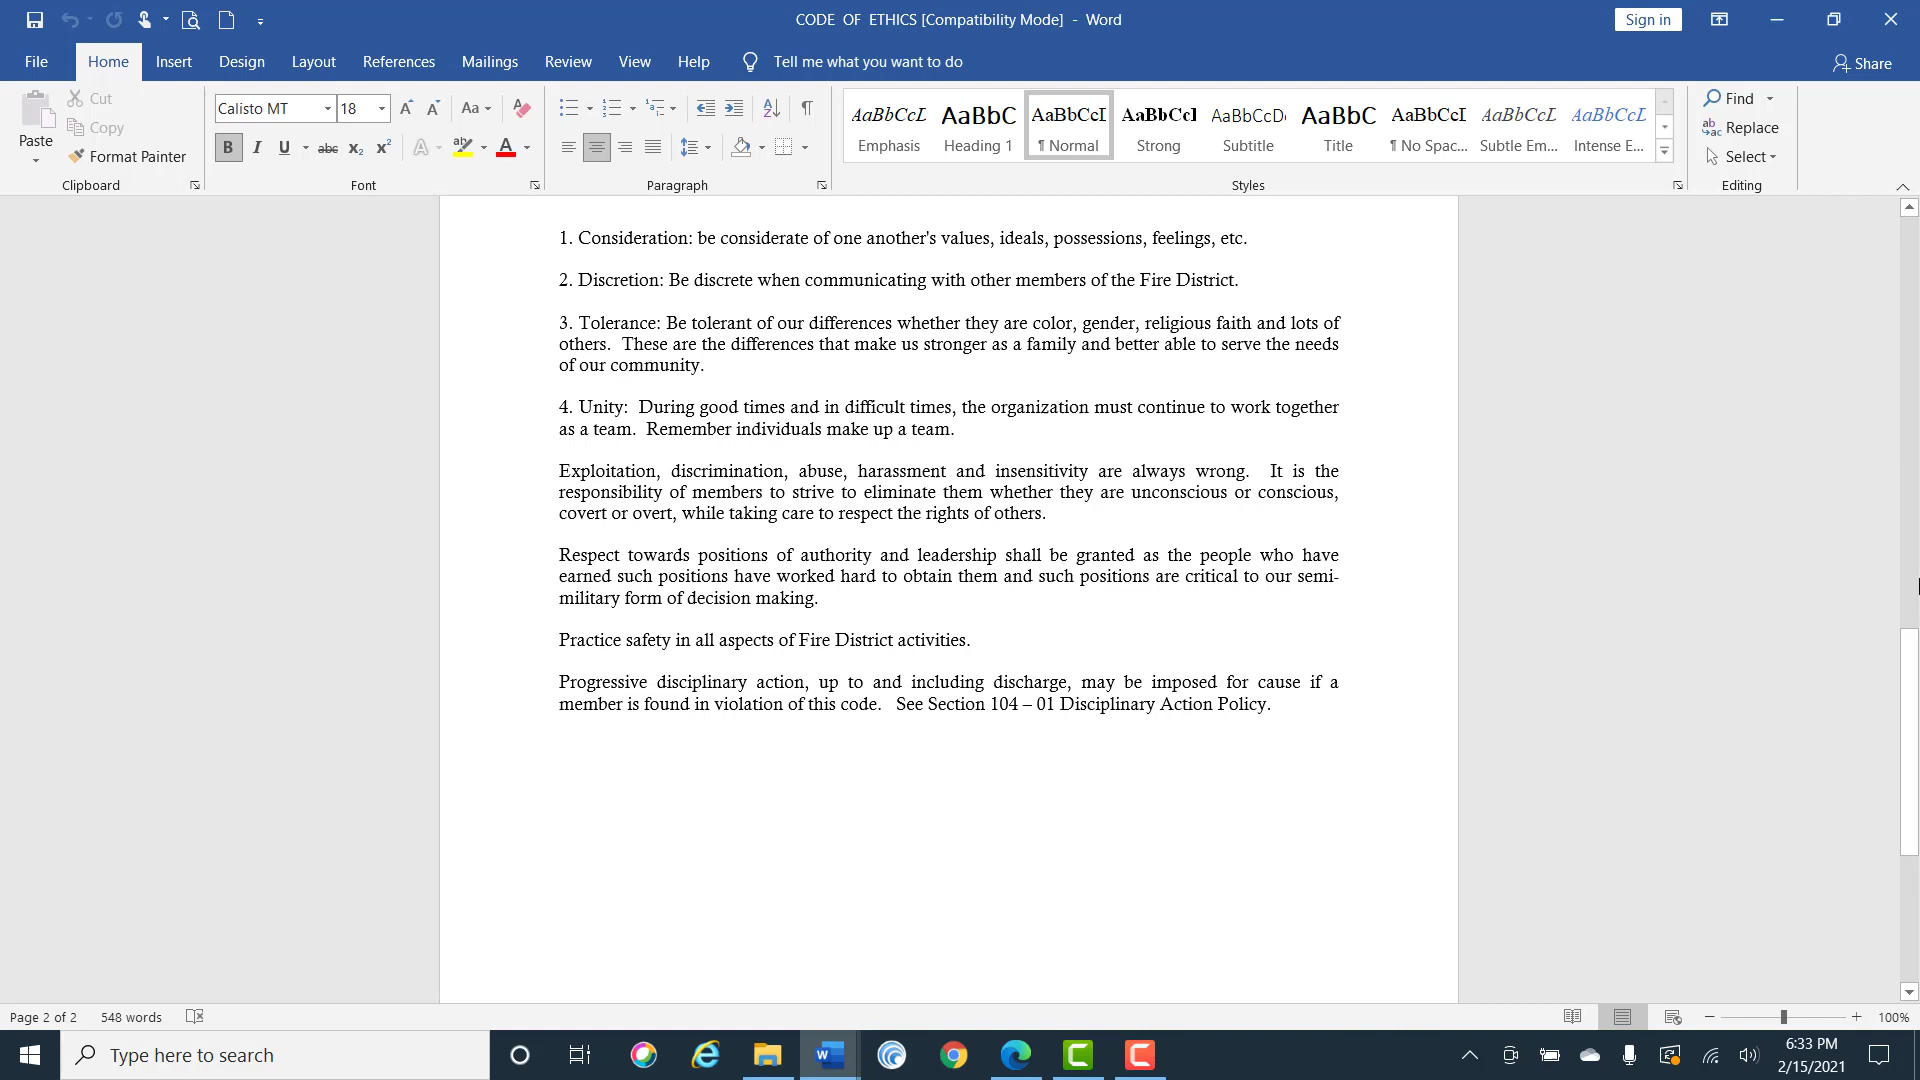 CODE OF ETHICS [Compatibility Mode] - Word
Sign in
File Home Insert Design Layout References Mailings Review View Help Tell me what you want to do
Share
Paste
Cut
Copy
Format Painter
Clipboard
Calisto MT 18
Font
Paragraph
AaBbCcL AaBbC AaBbCcI AaBbCcI AaBbCcD AaBbC AaBbCcI AaBbCcL AaBbCcL
Emphasis Heading 1 ¶ Normal Strong Subtitle Title ¶ No Spac... Subtle Em... Intense E...
Styles
Find
Replace
Select
Editing
1. Consideration: be considerate of one another's values, ideals, possessions, feelings, etc.
2. Discretion: Be discrete when communicating with other members of the Fire District.
3. Tolerance: Be tolerant of our differences whether they are color, gender, religious faith and lots of
others. These are the differences that make us stronger as a family and better able to serve the needs
of our community.
4. Unity: During good times and in difficult times, the organization must continue to work together
as a team. Remember individuals make up a team.
Exploitation, discrimination, abuse, harassment and insensitivity are always wrong. It is the
responsibility of members to strive to eliminate them whether they are unconscious or conscious,
covert or overt, while taking care to respect the rights of others.
Respect towards positions of authority and leadership shall be granted as the people who have
earned such positions have worked hard to obtain them and such positions are critical to our semi-
military form of decision making.
Practice safety in all aspects of Fire District activities.
Progressive disciplinary action, up to and including discharge, may be imposed for cause if a
member is found in violation of this code. See Section 104 – 01 Disciplinary Action Policy.
Page 2 of 2 548 words
100%
Type here to search
6:33 PM
2/15/2021